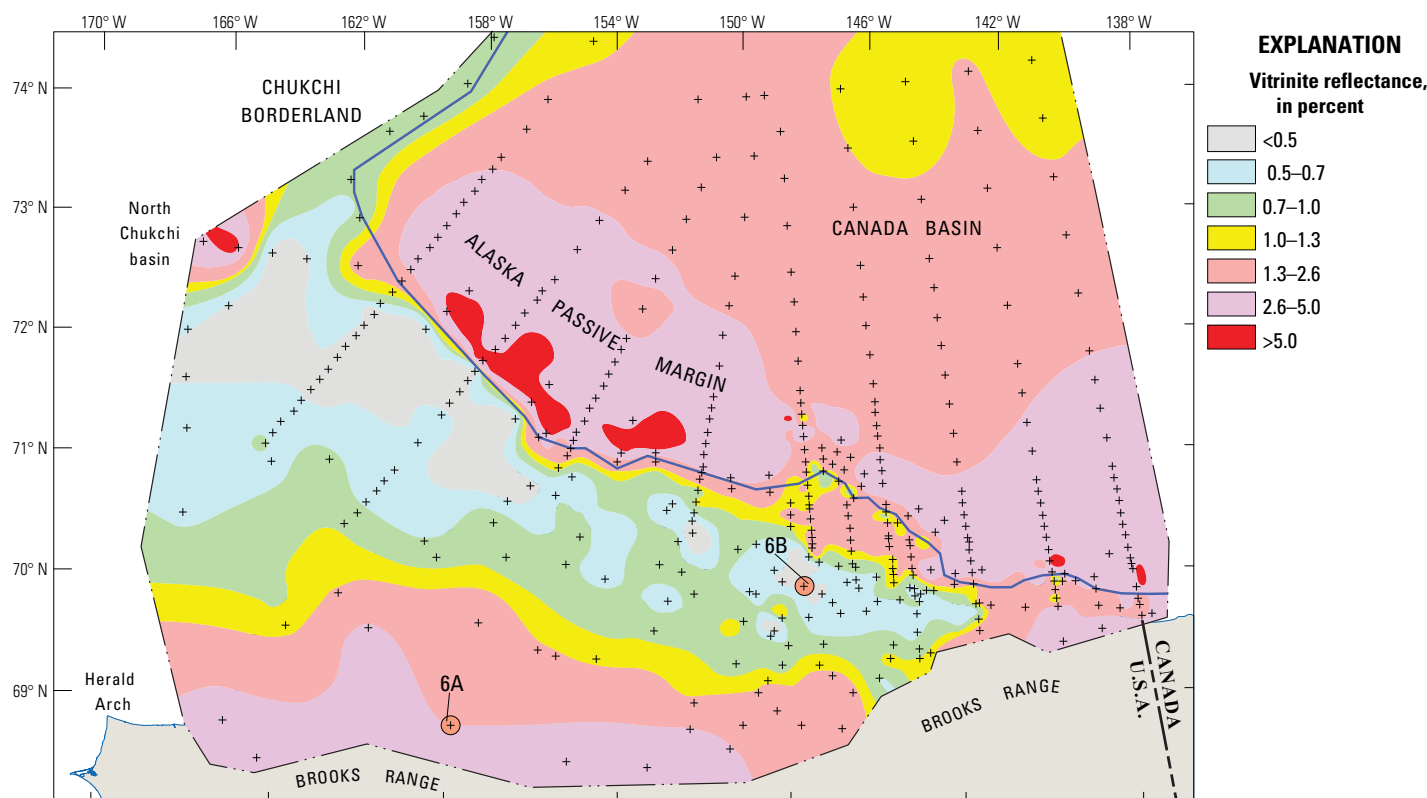 170° W 166° W 162° W 158° W 154° W 150° W 146° W 142° W 138° W
EXPLANATION
Vitrinite reflectance,
in percent
<0.5
0.5–0.7
0.7–1.0
1.0–1.3
1.3–2.6
2.6–5.0
>5.0
74° N
CHUKCHI
BORDERLAND
73° N
North
Chukchi
basin
CANADA BASIN
ALASKA
PASSIVE
MARGIN
72° N
71° N
70° N
6B
69° N
6A
Herald
Arch
BROOKS RANGE
BROOKS RANGE
CANADA
U.S.A.